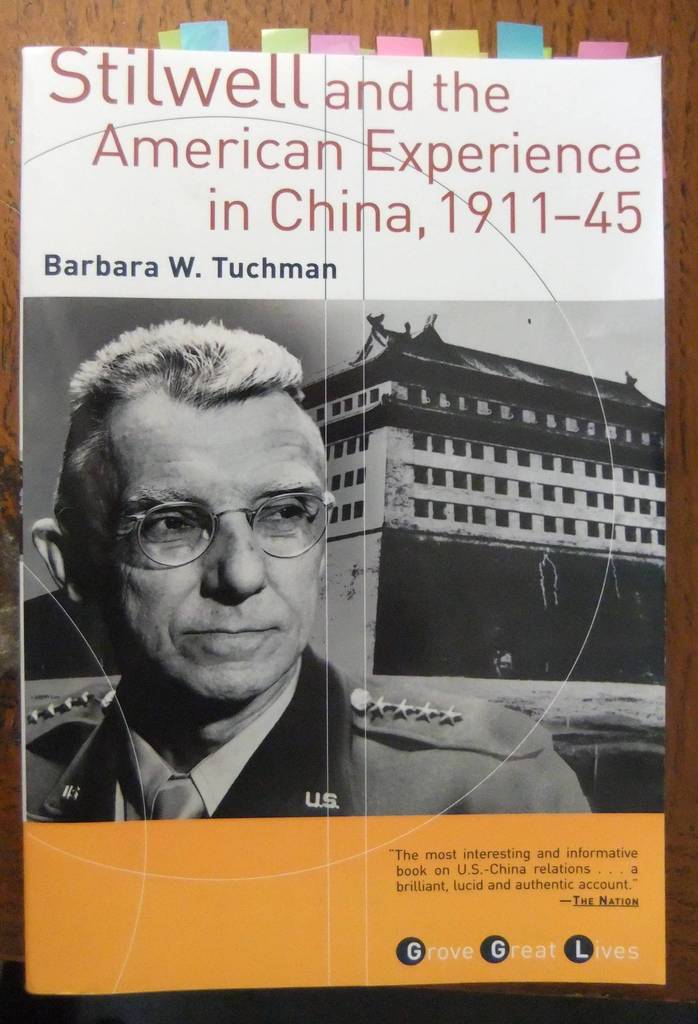 Stilwell and the
American Experience
in China, 1911–45
Barbara W. Tuchman
U.S.
"The most interesting and informative
book on U.S.-China relations . . . a
brilliant, lucid and authentic account."
—The Nation
Grove Great Lives